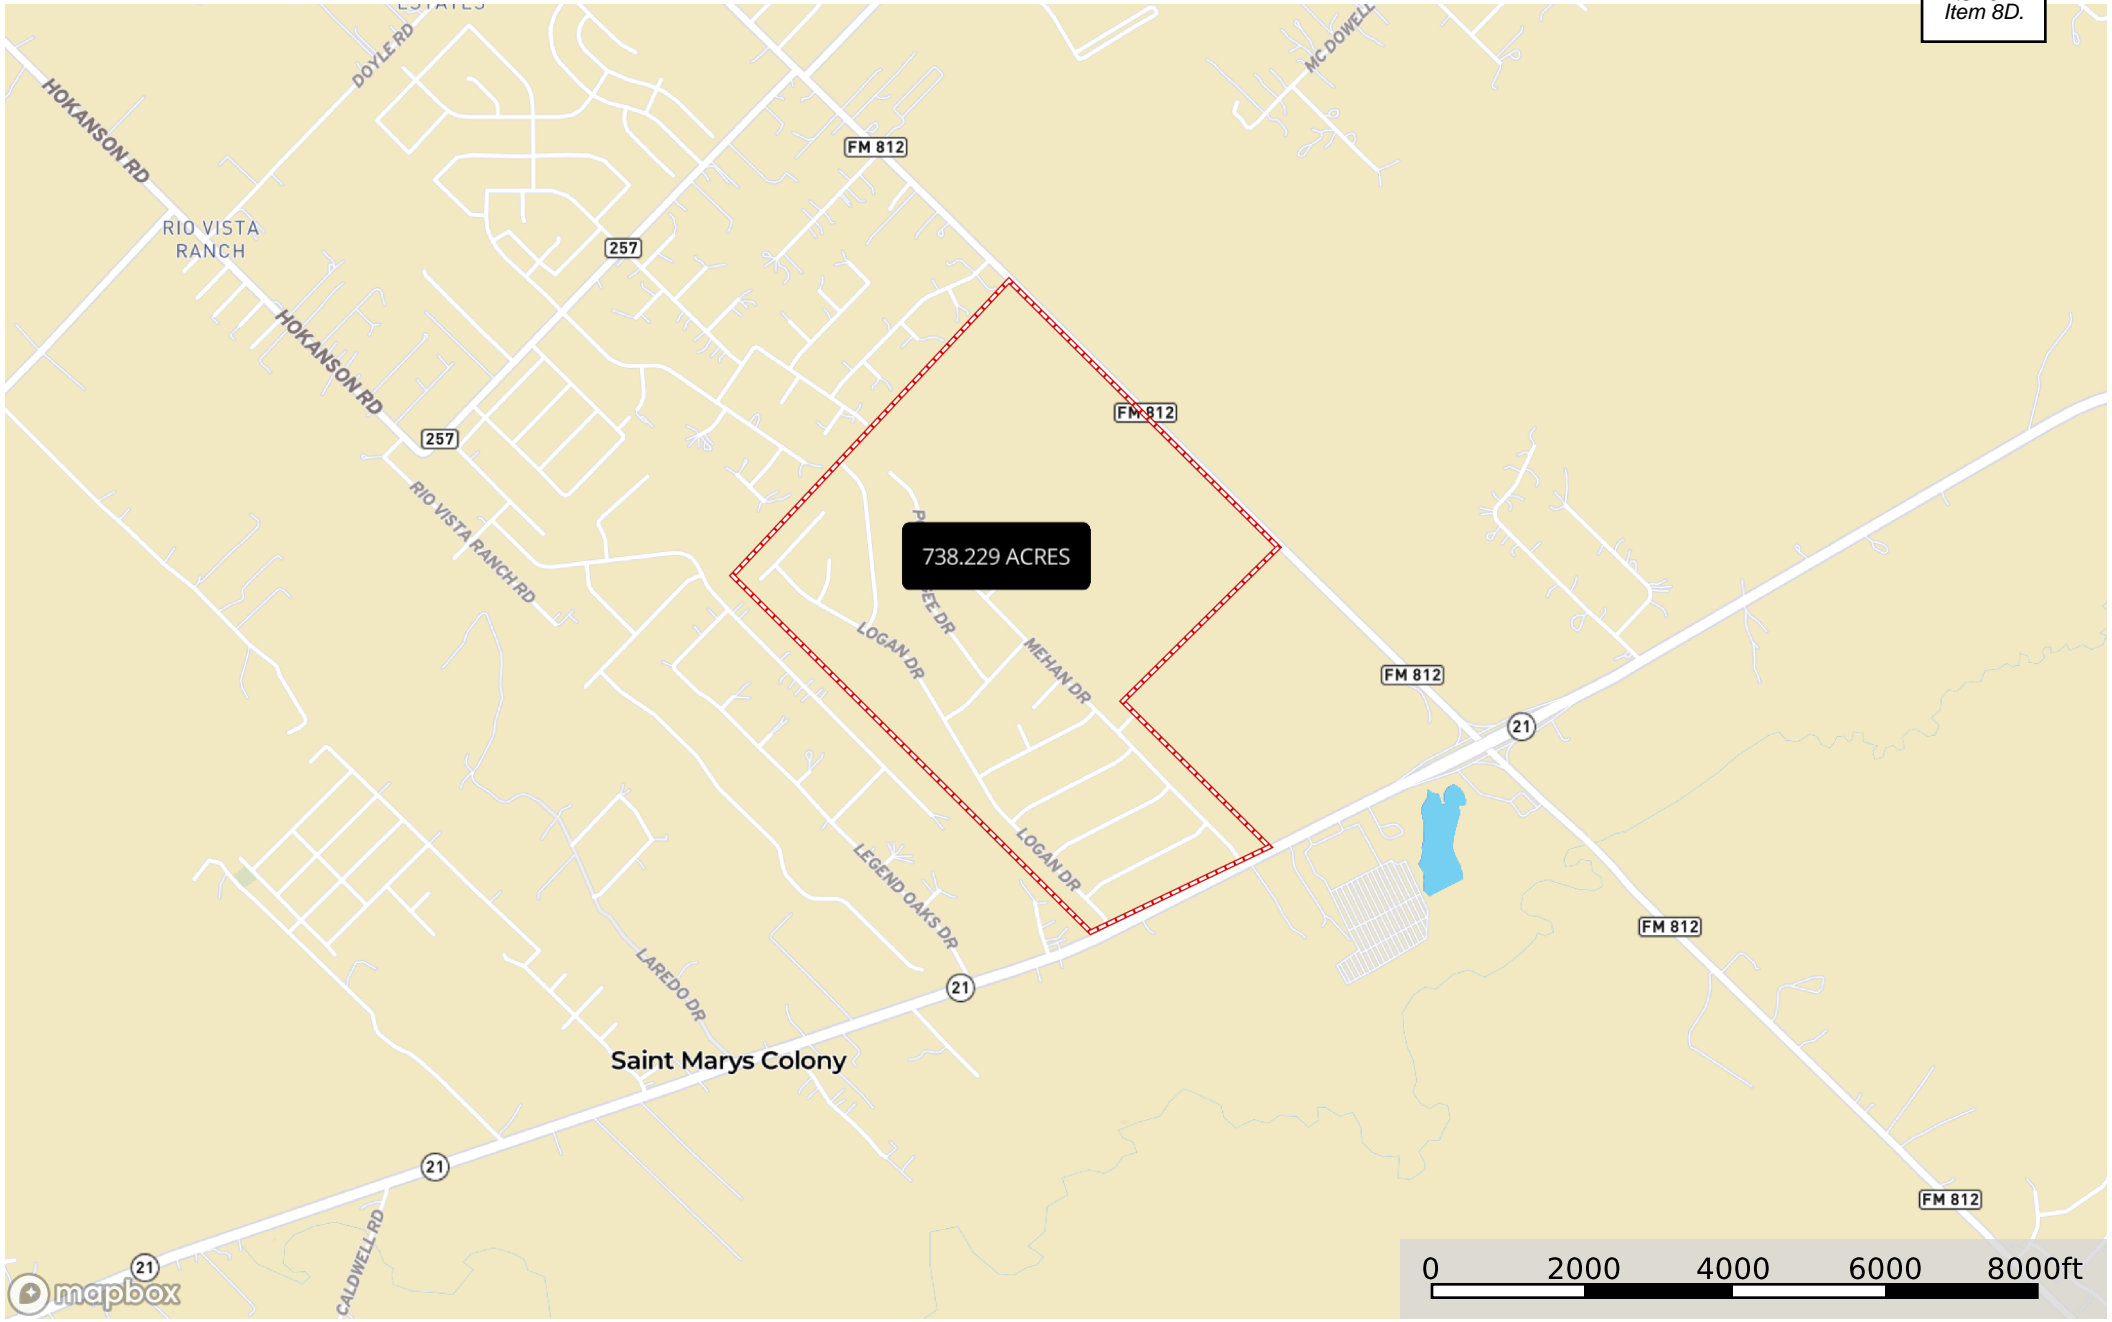 ESTATES
Item 8D.
DOYLE RD
MC DOWELL
HOKANSON RD
FM 812
RIO VISTA
RANCH
257
HOKANSON RD
FM 812
257
RIO VISTA RANCH RD
738.229 ACRES
EE DR
LOGAN DR
MEHAN DR
FM 812
21
LOGAN DR
LEGEND OAKS DR
FM 812
LAREDO DR
21
Saint Marys Colony
21
FM 812
CALDWELL RD
21
mapbox
0 2000 4000 6000 8000ft